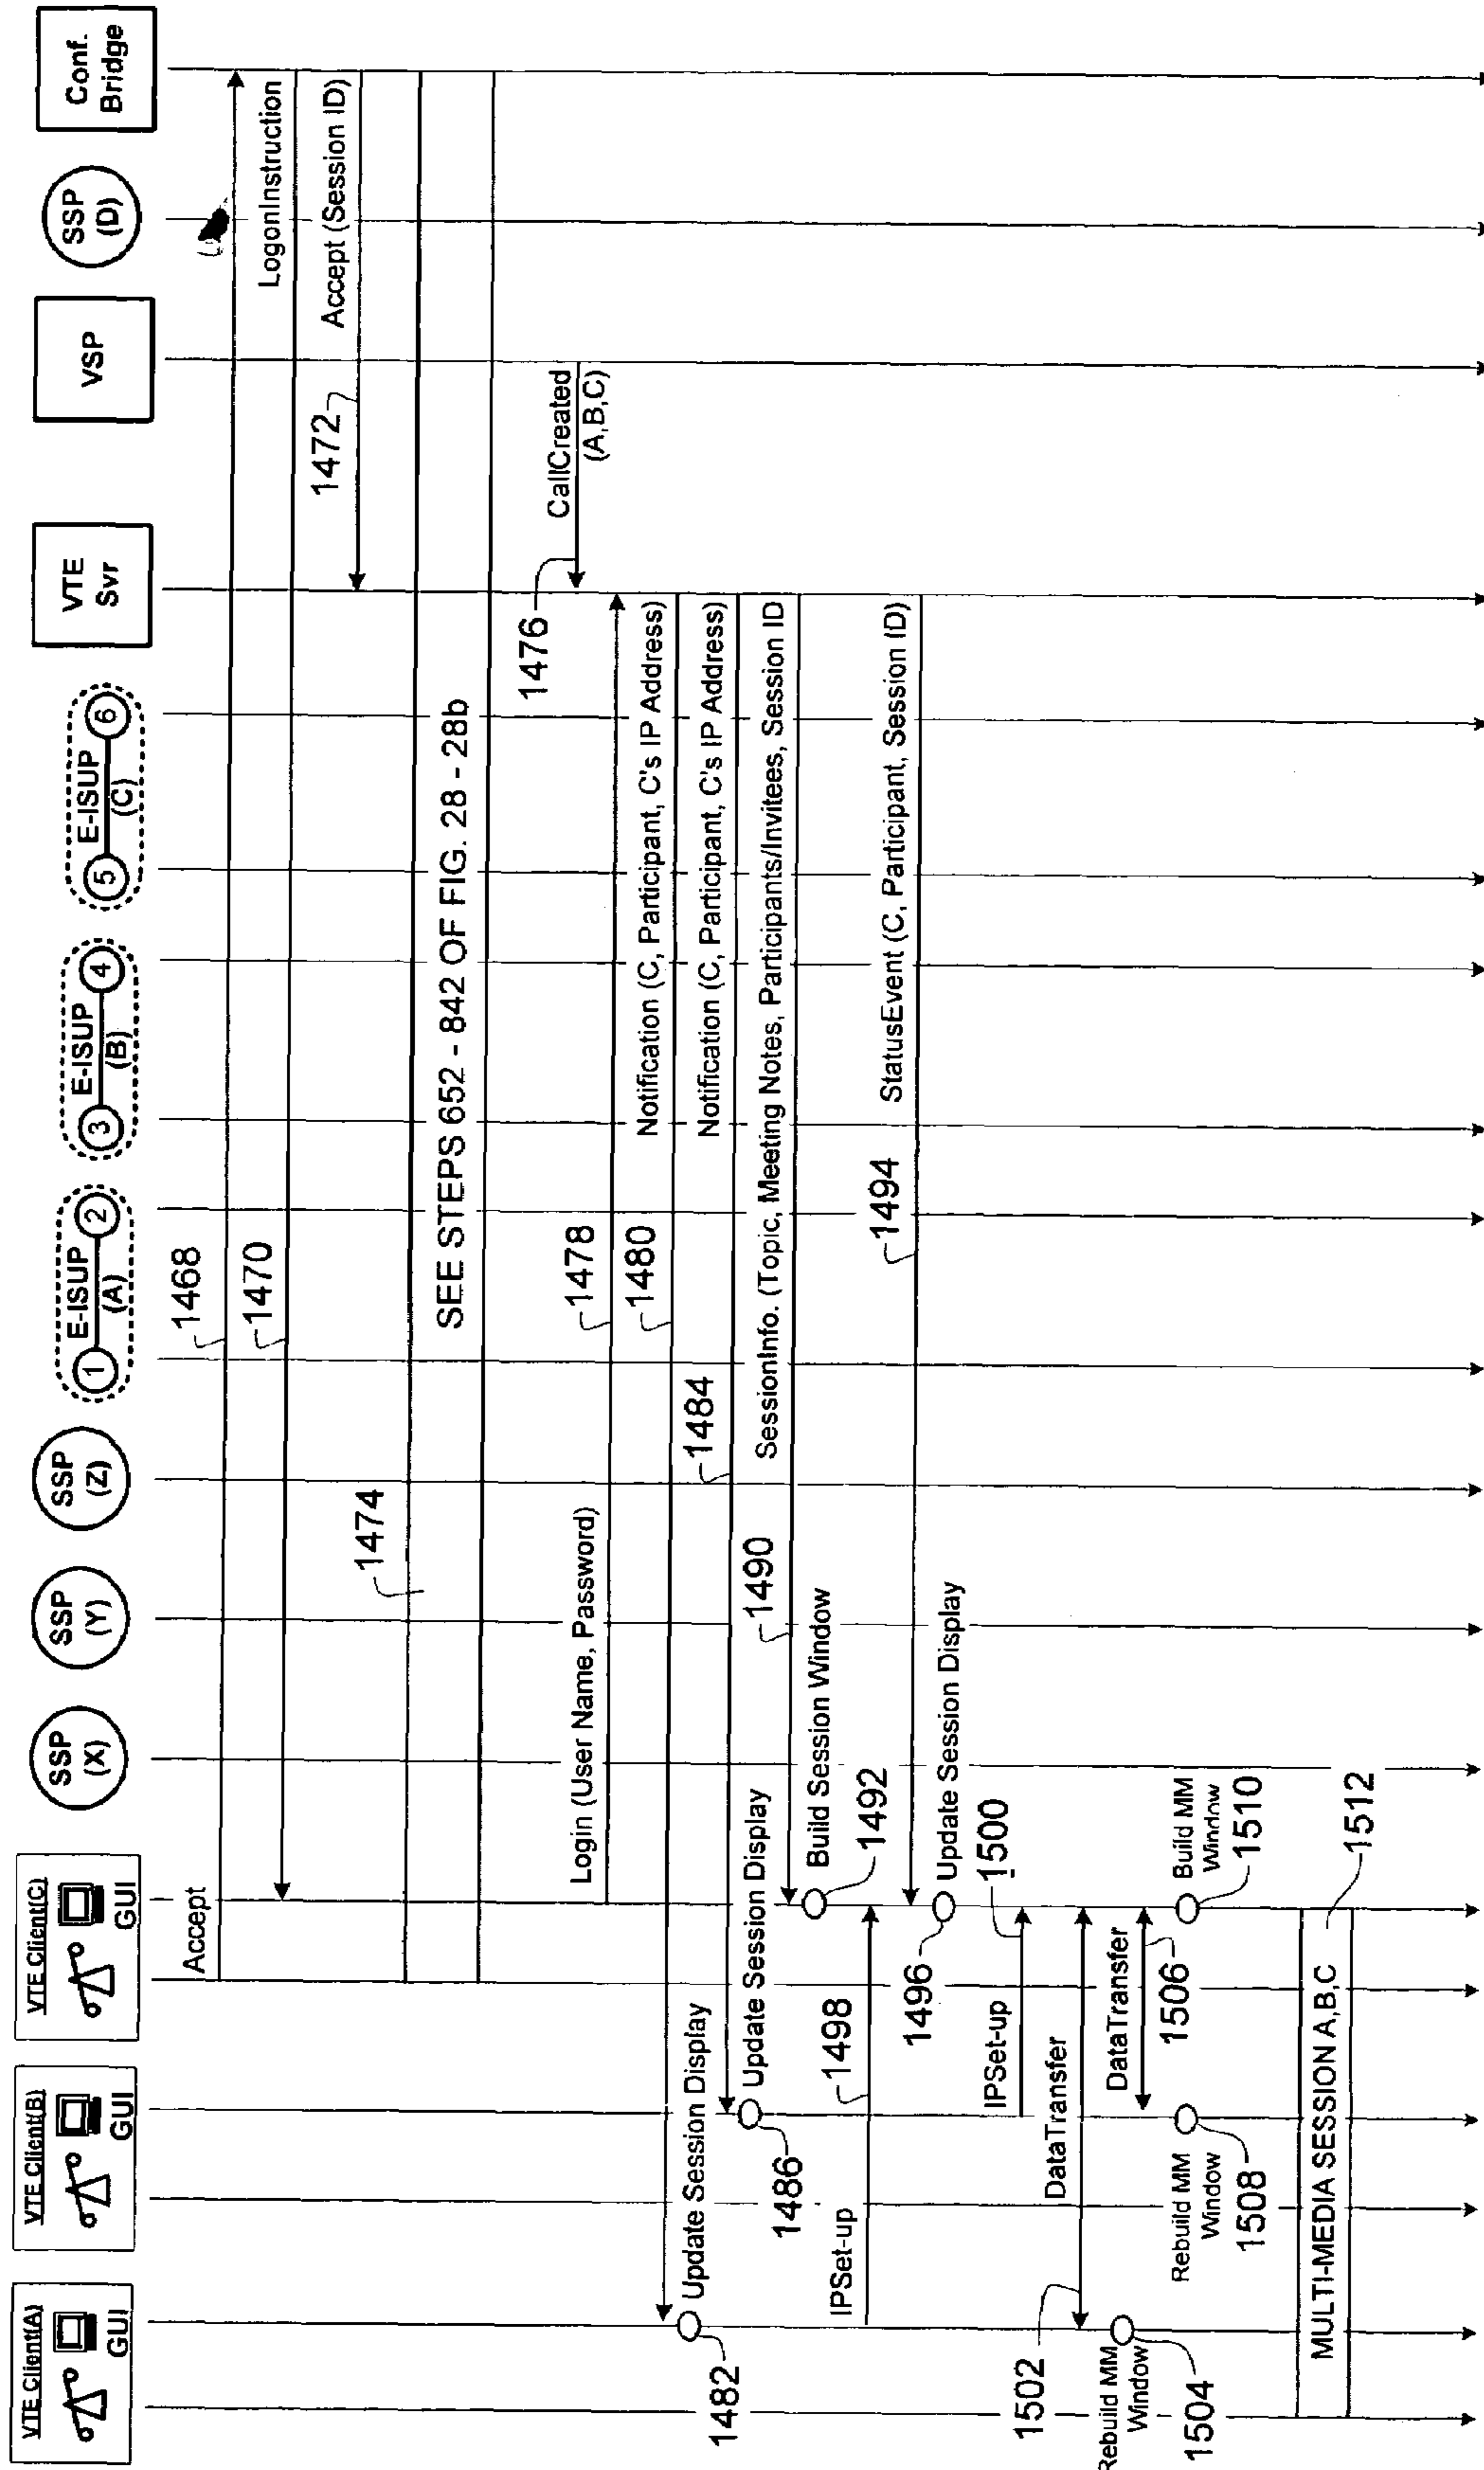 VTE Client(A)
GUI
VTE Client(B)
GUI
VTE Client(C)
GUI
SSP
(X)
SSP
(Y)
SSP
(Z)
E-ISUP
1
2
(A)
E-ISUP
3
4
(B)
E-ISUP
5
6
(C)
VTE
Svr
VSP
SSP
(D)
Conf.
Bridge
Accept
1468
LogonInstruction
1470
Accept (Session ID)
1472
1474
SEE STEPS 652 - 842 OF FIG. 28 - 28b
CallCreated
(A,B,C)
1476
Login (User Name, Password)
1478
Notification (C, Participant, C's IP Address)
1480
Update Session Display
1482
Notification (C, Participant, C's IP Address)
1484
Update Session Display
1486
SessionInfo. (Topic, Meeting Notes, Participants/Invitees, Session ID
1490
Build Session Window
1492
IPSet-up
1498
StatusEvent (C, Participant, Session ID)
1494
Update Session Display
1496
IPSet-up
1500
DataTransfer
1502
Rebuild MM
Window
1504
DataTransfer
1506
Rebuild MM
Window
1508
Build MM
Window
1510
MULTI-MEDIA SESSION A,B,C
1512